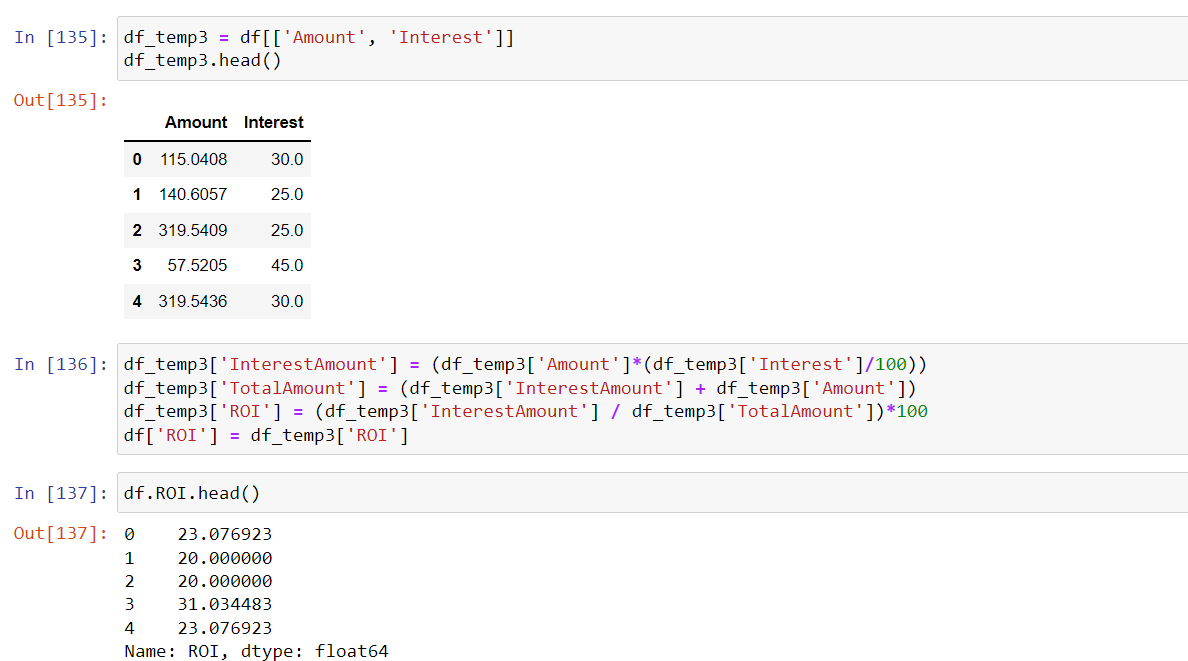 In [135]: df_temp3 = df[['Amount', 'Interest']]
df_temp3.head()
Out[135]:
Amount Interest
0 115.0408 30.0
1 140.6057 25.0
2 319.5409 25.0
3 57.5205 45.0
4 319.5436 30.0
In [136]: df_temp3['InterestAmount'] = (df_temp3['Amount']*(df_temp3['Interest']/100))
df_temp3['TotalAmount'] = (df_temp3['InterestAmount'] + df_temp3['Amount'])
df_temp3['ROI'] = (df_temp3['InterestAmount'] / df_temp3['TotalAmount'])*100
df['ROI'] = df_temp3['ROI']
In [137]: df.ROI.head()
Out[137]: 0 23.076923
1 20.000000
2 20.000000
3 31.034483
4 23.076923
Name: ROI, dtype: float64